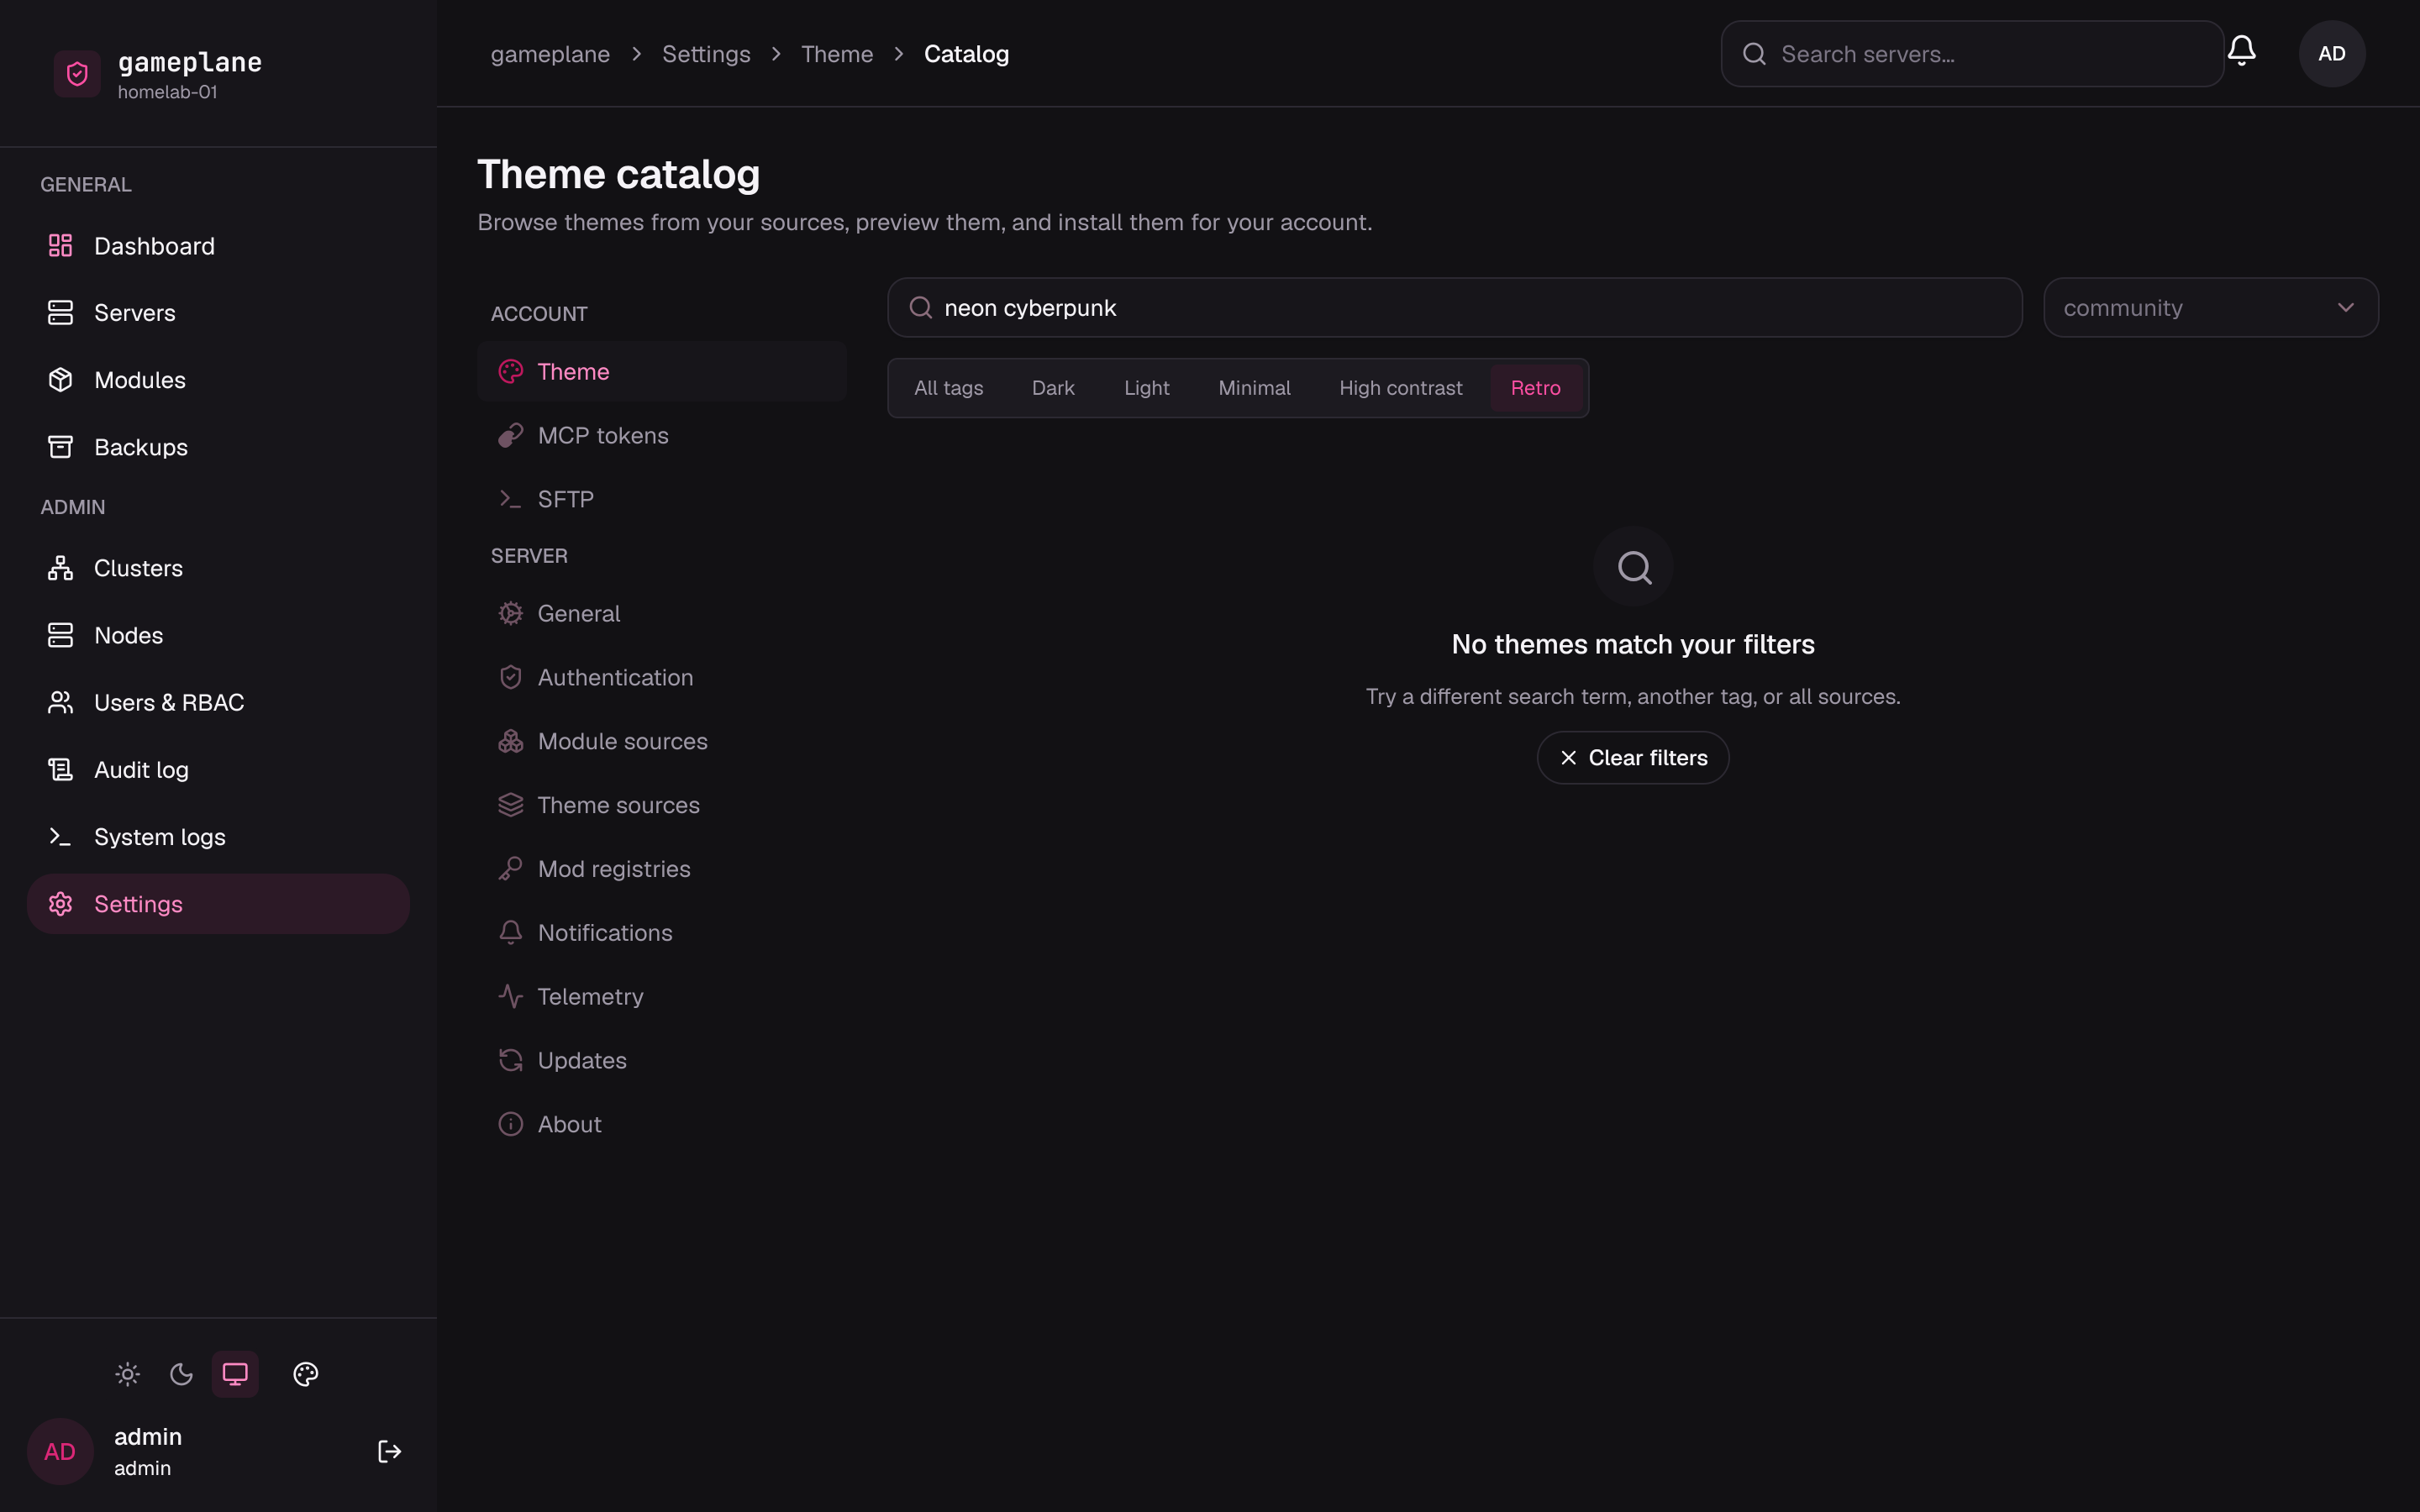 gameplane
homelab-01
GENERAL
Dashboard
Servers
Modules
Backups
ADMIN
Clusters
Nodes
Users & RBAC
Audit log
System logs
Settings
AD
admin
admin
gameplane > Settings > Theme > Catalog
Search servers...
AD
Theme catalog
Browse themes from your sources, preview them, and install them for your account.
ACCOUNT
Theme
MCP tokens
SFTP
SERVER
General
Authentication
Module sources
Theme sources
Mod registries
Notifications
Telemetry
Updates
About
neon cyberpunk
community
All tags Dark Light Minimal High contrast Retro
No themes match your filters
Try a different search term, another tag, or all sources.
Clear filters